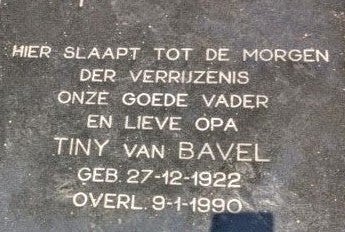 HIER SLAAPT TOT DE MORGEN
DER VERRIJZENIS
ONZE GOEDE VADER
EN LIEVE OPA
TINY VAN BAVEL
GEB. 27-12-1922
OVERL. 9-1-1990